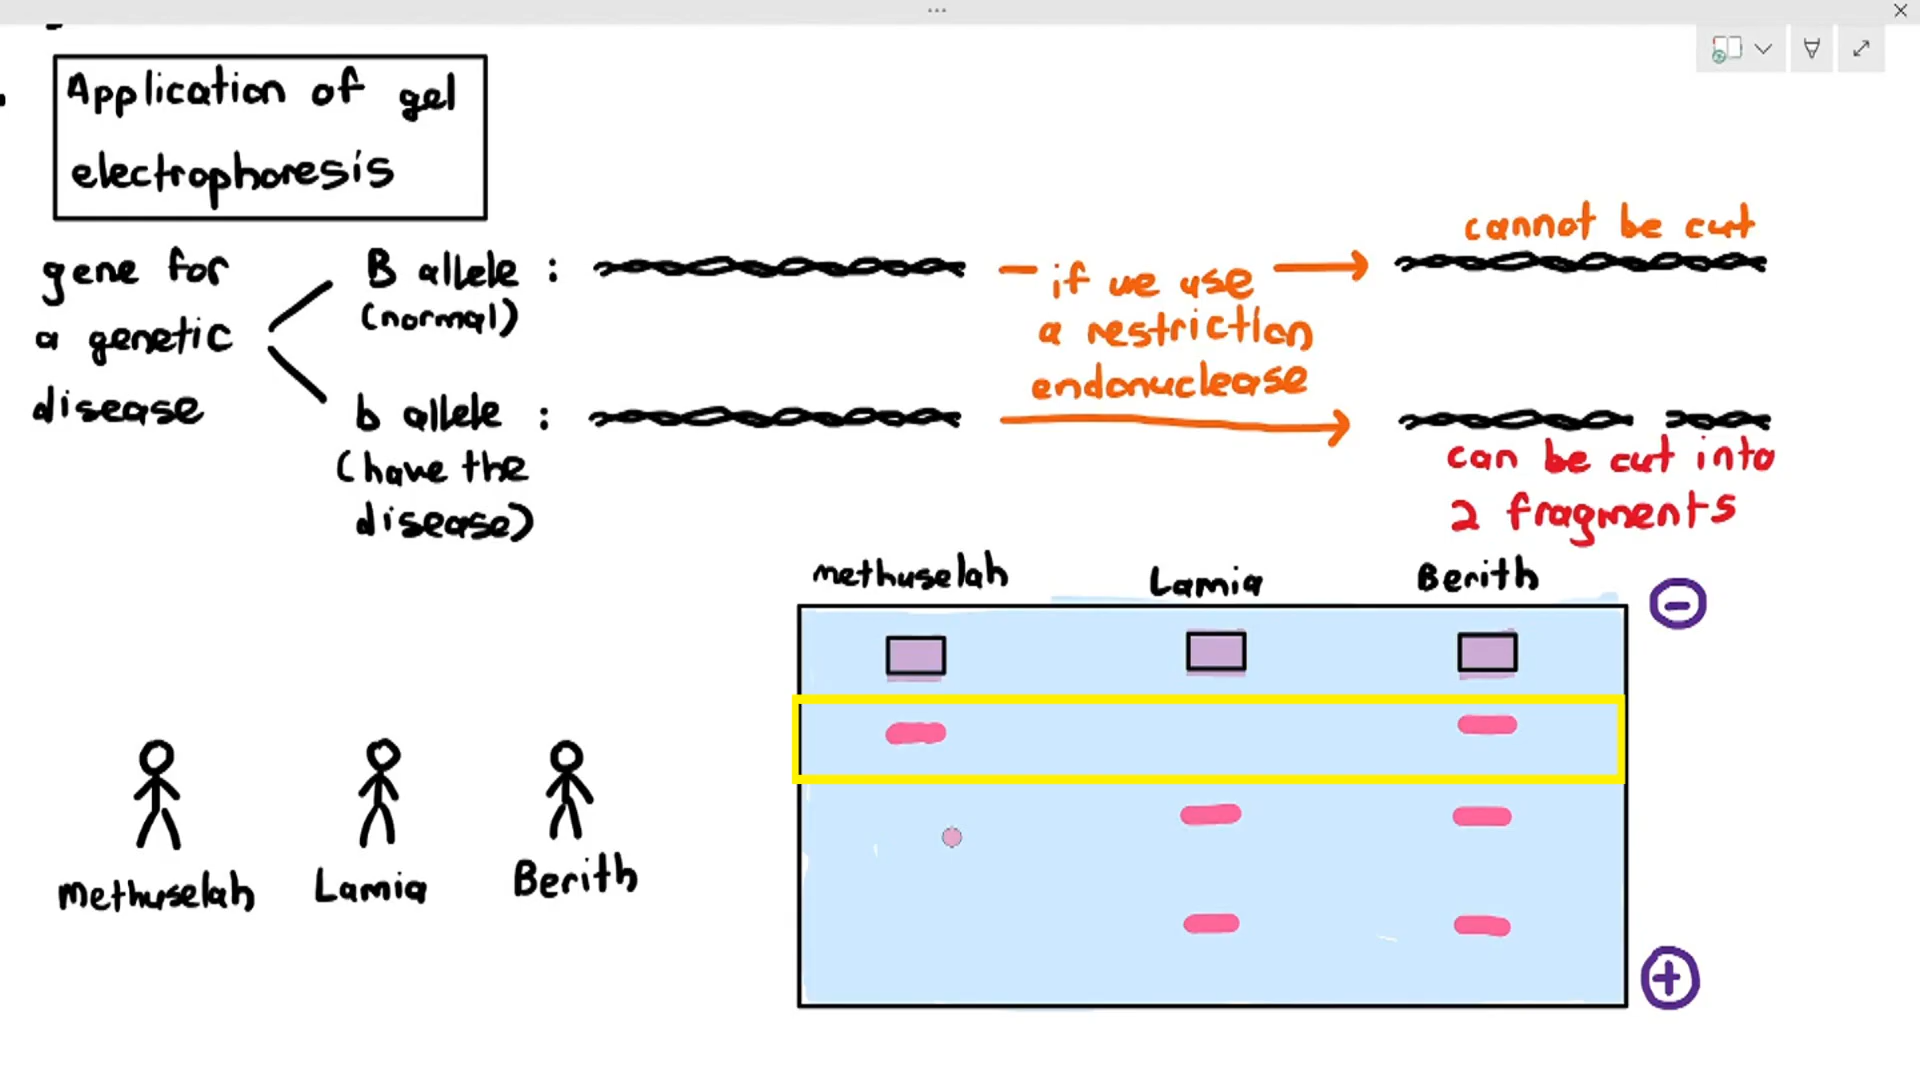 Application of gel
electrophoresis
gene for
a genetic
disease
B allele :
(normal)
b allele :
(have the
disease)
if we use
a restriction
endonuclease
cannot be cut
can be cut into
2 fragments
methuselah Lamia Berith
−
+
Methuselah Lamia Berith